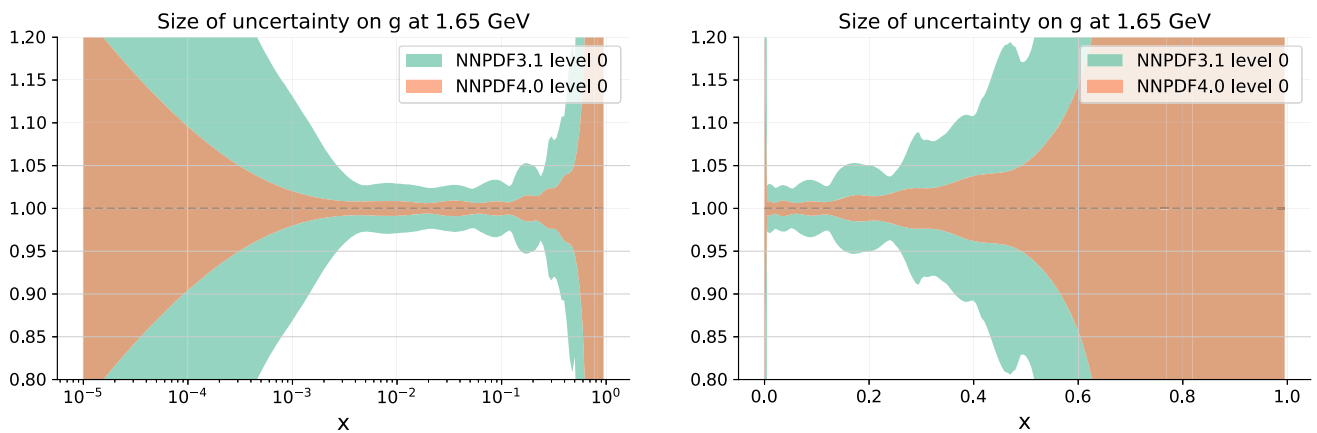 Size of uncertainty on g at 1.65 GeV
1.20
1.15
1.10
1.05
1.00
0.95
0.90
0.85
0.80
NNPDF3.1 level 0
NNPDF4.0 level 0
10⁻⁵ 10⁻⁴ 10⁻³ 10⁻² 10⁻¹ 10⁰
x
Size of uncertainty on g at 1.65 GeV
1.20
1.15
1.10
1.05
1.00
0.95
0.90
0.85
0.80
NNPDF3.1 level 0
NNPDF4.0 level 0
0.0 0.2 0.4 0.6 0.8 1.0
x